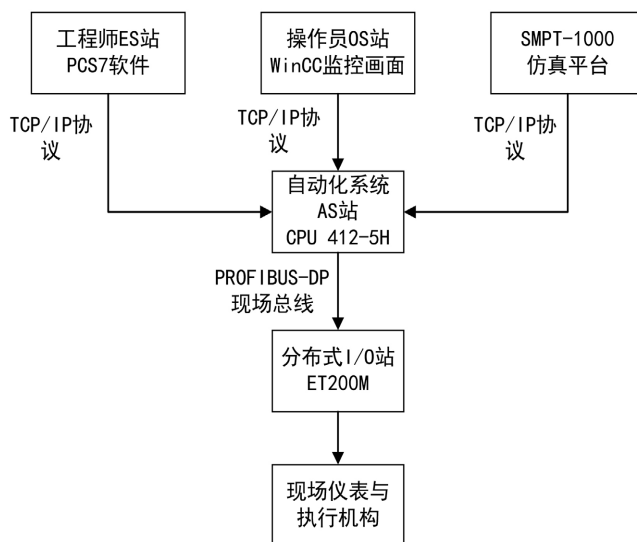 工程师ES站
PCS7软件
操作员OS站
WinCC监控画面
SMPT-1000
仿真平台
TCP/IP协
议
TCP/IP协
议
TCP/IP协
议
自动化系统
AS站
CPU 412-5H
PROFIBUS-DP
现场总线
分布式I/O站
ET200M
现场仪表与
执行机构